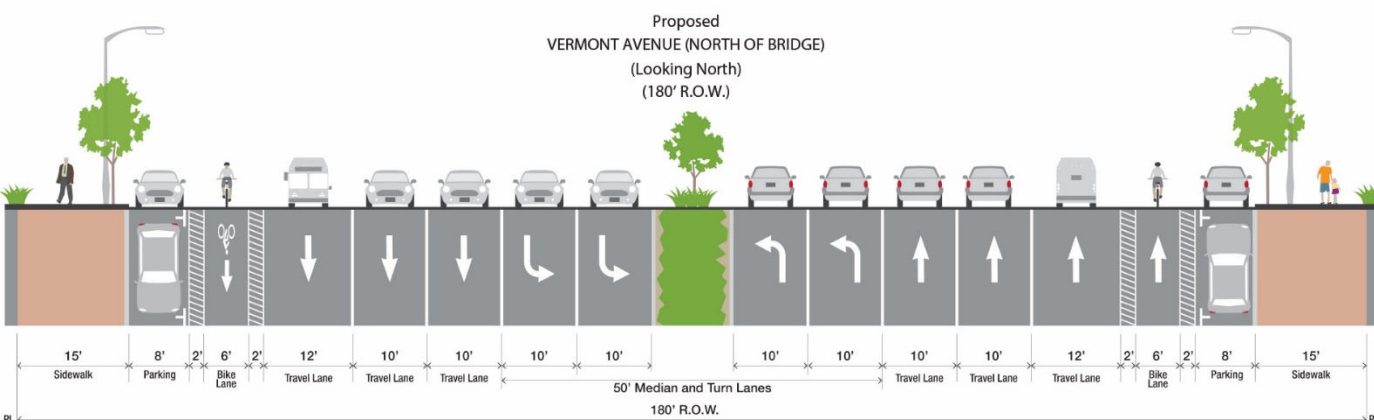 Proposed
VERMONT AVENUE (NORTH OF BRIDGE)
(Looking North)
(180' R.O.W.)
15' 8' 2' 6' 2' 12' 10' 10' 10' 10' 10' 10' 10' 10' 12' 2' 6' 2' 8' 15'
Sidewalk Parking Bike Lane Travel Lane Travel Lane Travel Lane Travel Lane Travel Lane Travel Lane Bike Lane Parking Sidewalk
50' Median and Turn Lanes
180' R.O.W.